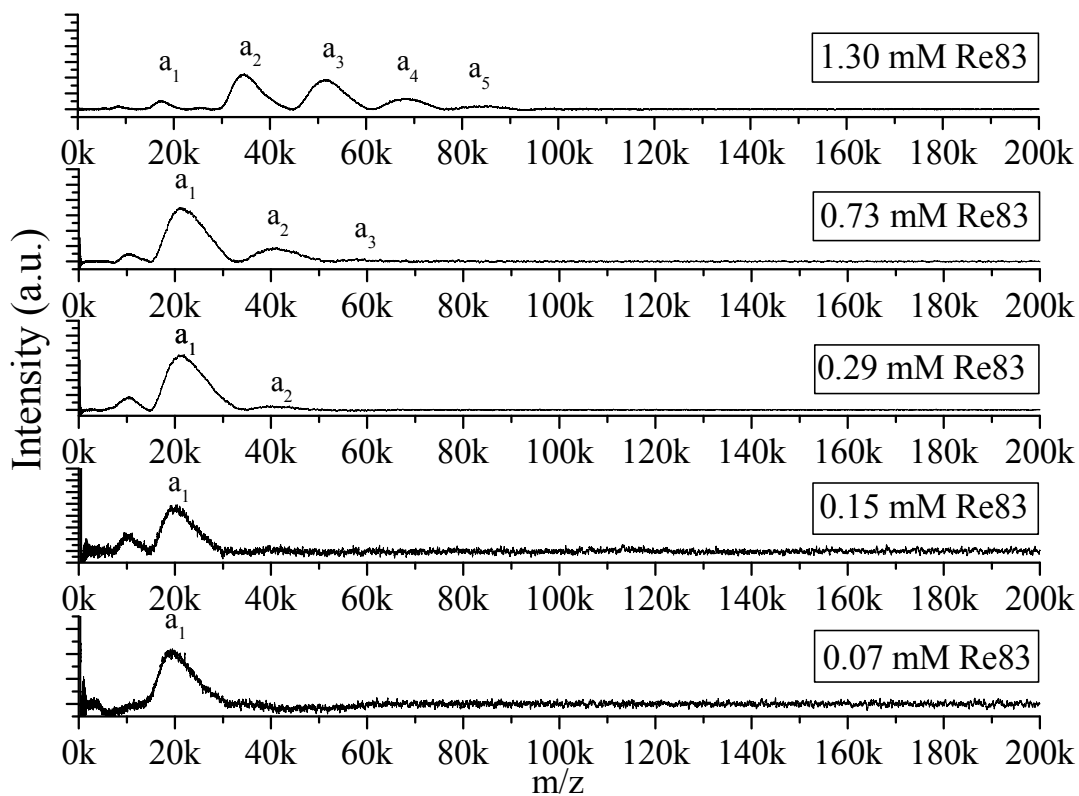 a₁ a₂ a₃ a₄ a₅
1.30 mM Re83
0k 20k 40k 60k 80k 100k 120k 140k 160k 180k 200k
a₁ a₂ a₃
0.73 mM Re83
0k 20k 40k 60k 80k 100k 120k 140k 160k 180k 200k
a₁ a₂
0.29 mM Re83
0k 20k 40k 60k 80k 100k 120k 140k 160k 180k 200k
a₁
0.15 mM Re83
0k 20k 40k 60k 80k 100k 120k 140k 160k 180k 200k
a₁
0.07 mM Re83
0k 20k 40k 60k 80k 100k 120k 140k 160k 180k 200k
m/z
Intensity (a.u.)